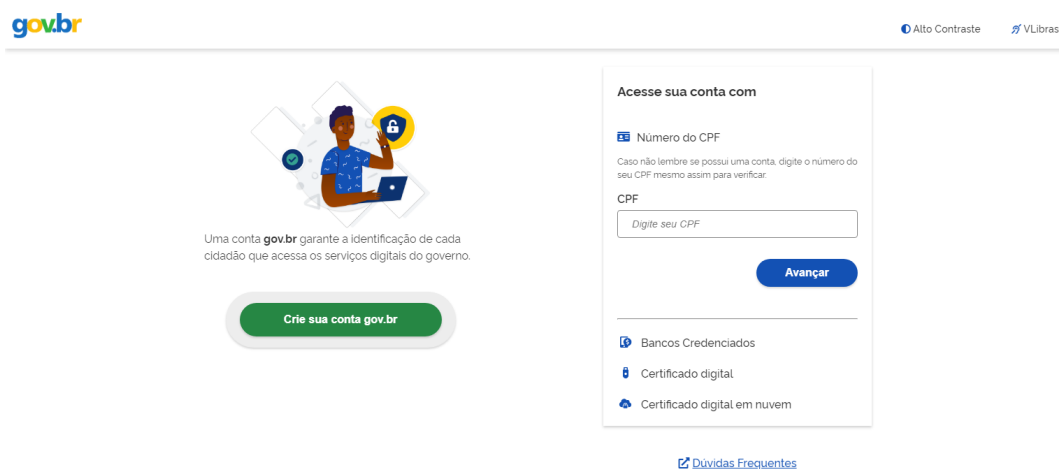 gov.br
Alto Contraste
VLibras
Uma conta gov.br garante a identificação de cada
cidadão que acessa os serviços digitais do governo.
Crie sua conta gov.br
Acesse sua conta com
Número do CPF
Caso não lembre se possui uma conta, digite o número do
seu CPF mesmo assim para verificar.
CPF
Digite seu CPF
Avançar
Bancos Credenciados
Certificado digital
Certificado digital em nuvem
Dúvidas Frequentes